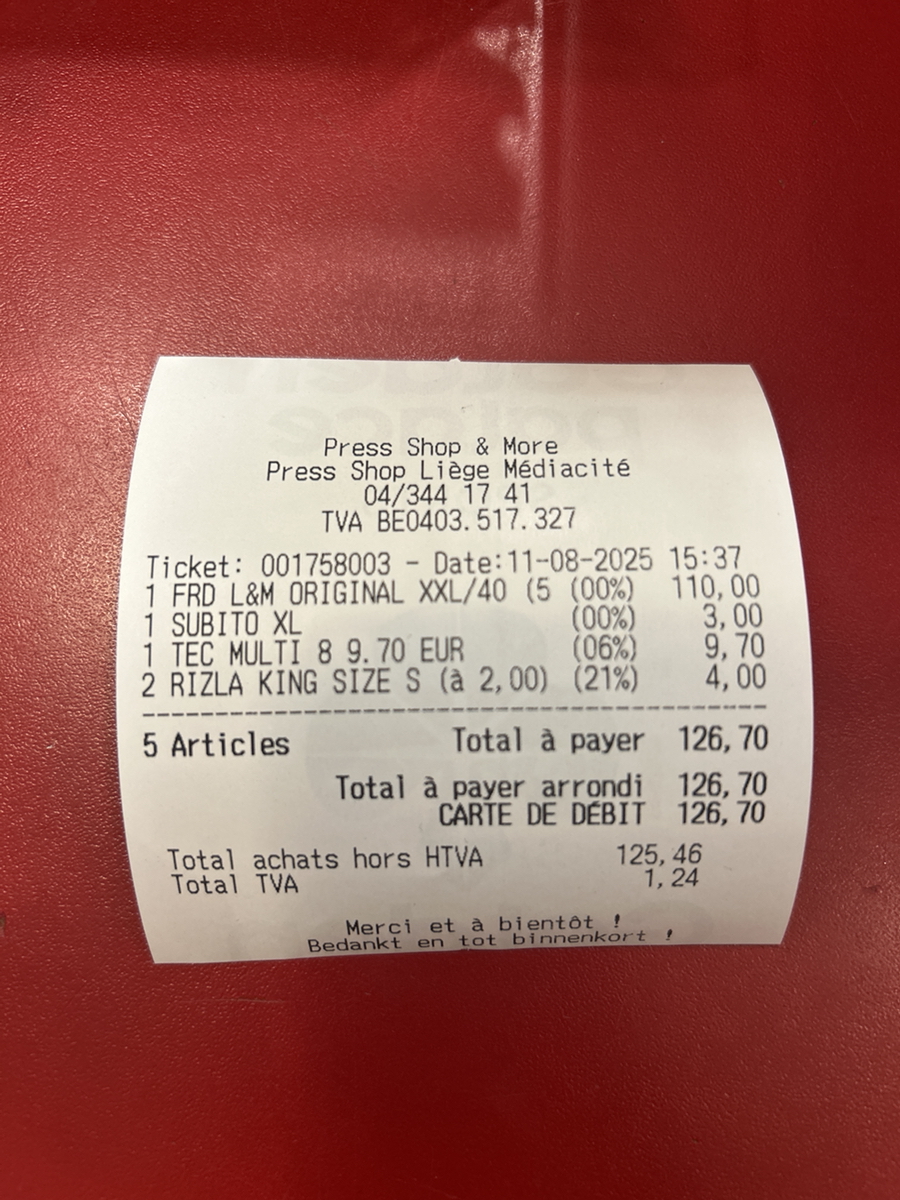 Press Shop & More
Press Shop Liège Médiacité
04/344 17 41
TVA BE0403.517.327
Ticket: 001758003 - Date:11-08-2025 15:37
1 FRD L&M ORIGINAL XXL/40 (5 (00%) 110,00
1 SUBITO XL (00%) 3,00
1 TEC MULTI 8 9.70 EUR (06%) 9,70
2 RIZLA KING SIZE S (à 2,00) (21%) 4,00
--------------------------------------------------
5 Articles Total à payer 126,70
Total à payer arrondi 126,70
CARTE DE DÉBIT 126,70
Total achats hors HTVA 125,46
Total TVA 1,24
Merci et à bientôt !
Bedankt en tot binnenkort !